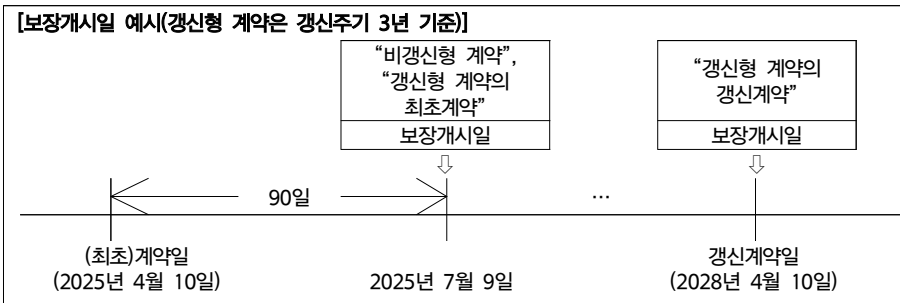 [보장개시일 예시(갱신형 계약은 갱신주기 3년 기준)]
“비갱신형 계약”,
“갱신형 계약의
최초계약”
보장개시일
“갱신형 계약의
갱신계약”
보장개시일
90일
…
(최초)계약일
(2025년 4월 10일)
2025년 7월 9일
갱신계약일
(2028년 4월 10일)